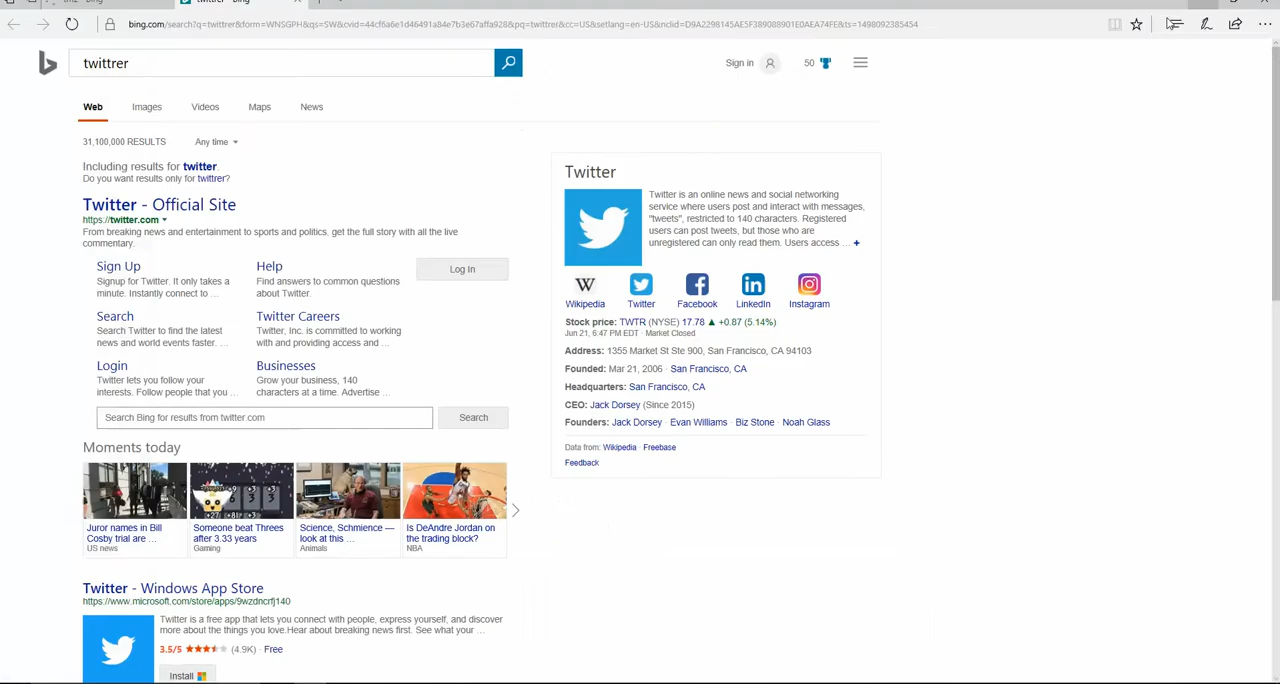 twittrer - Bing
bing.com/search?q=twittrer&form=WNSGPH&qs=SW&cvid=44cf6a6e1d46491a84e7b3e67affa928&pq=twittrer&cc=US&setlang=en-US&nclid=D9A2298145AE5F389088901E0AEA74FE&ts=1498092385454
twittrer
Sign in
50
Web Images Videos Maps News
31,100,000 RESULTS Any time
Including results for twitter.
Do you want results only for twittrer?
Twitter - Official Site
https://twitter.com
From breaking news and entertainment to sports and politics, get the full story with all the live
commentary.
Sign Up
Signup for Twitter. It only takes a
minute. Instantly connect to ...
Help
Find answers to common questions
about Twitter.
Log In
Search
Search Twitter to find the latest
news and world events faster. ...
Twitter Careers
Twitter, Inc. is committed to working
with and providing access and ...
Login
Twitter lets you follow your
interests. Follow people that you ...
Businesses
Grow your business, 140
characters at a time. Advertise ...
Search Bing for results from twitter.com
Search
Moments today
Juror names in Bill
Cosby trial are ...
US news
Someone beat Threes
after 3.33 years
Gaming
Science, Schmience —
look at this ...
Animals
Is DeAndre Jordan on
the trading block?
NBA
Twitter - Windows App Store
https://www.microsoft.com/store/apps/9wzdncrfj140
Twitter is a free app that lets you connect with people, express yourself, and discover
more about the things you love.Hear about breaking news first. See what your ...
3.5/5 (4.9K) · Free
Install
Twitter
Twitter is an online news and social networking
service where users post and interact with messages,
"tweets", restricted to 140 characters. Registered
users can post tweets, but those who are
unregistered can only read them. Users access ... +
Wikipedia Twitter Facebook LinkedIn Instagram
Stock price: TWTR (NYSE) 17.78 ▲ +0.87 (5.14%)
Jun 21, 6:47 PM EDT · Market Closed
Address: 1355 Market St Ste 900, San Francisco, CA 94103
Founded: Mar 21, 2006 · San Francisco, CA
Headquarters: San Francisco, CA
CEO: Jack Dorsey (Since 2015)
Founders: Jack Dorsey · Evan Williams · Biz Stone · Noah Glass
Data from: Wikipedia · Freebase
Feedback